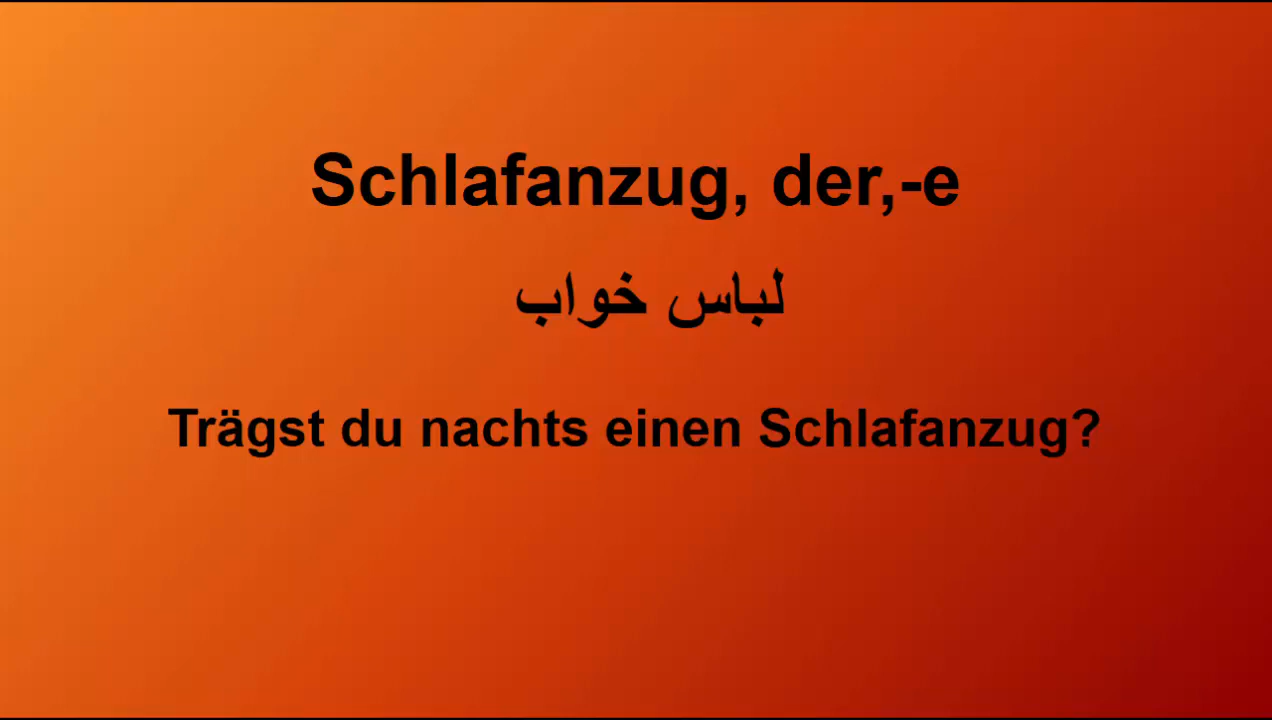 Schlafanzug, der,-e
لباس خواب
Trägst du nachts einen Schlafanzug?